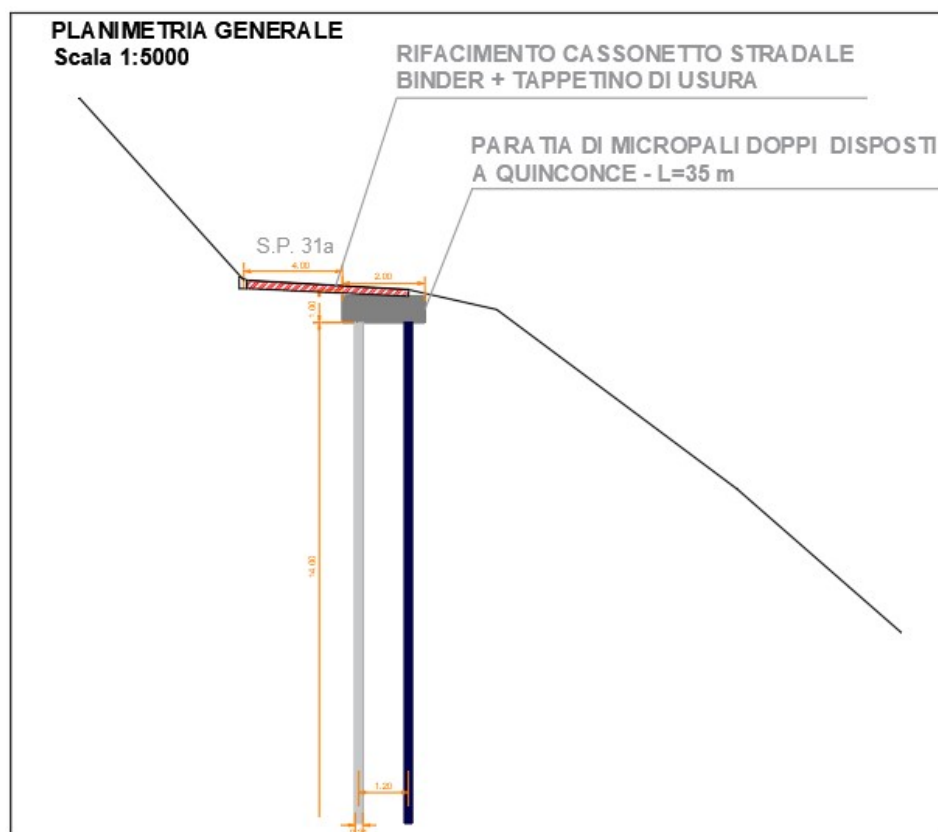 PLANIMETRIA GENERALE
Scala 1:5000
RIFACIMENTO CASSONETTO STRADALE
BINDER + TAPPETINO DI USURA
PARATIA DI MICROPALI DOPPI DISPOSTI
A QUINCONCE - L=35 m
S.P. 31a
4.00
2.00
1.00
14.00
1.20